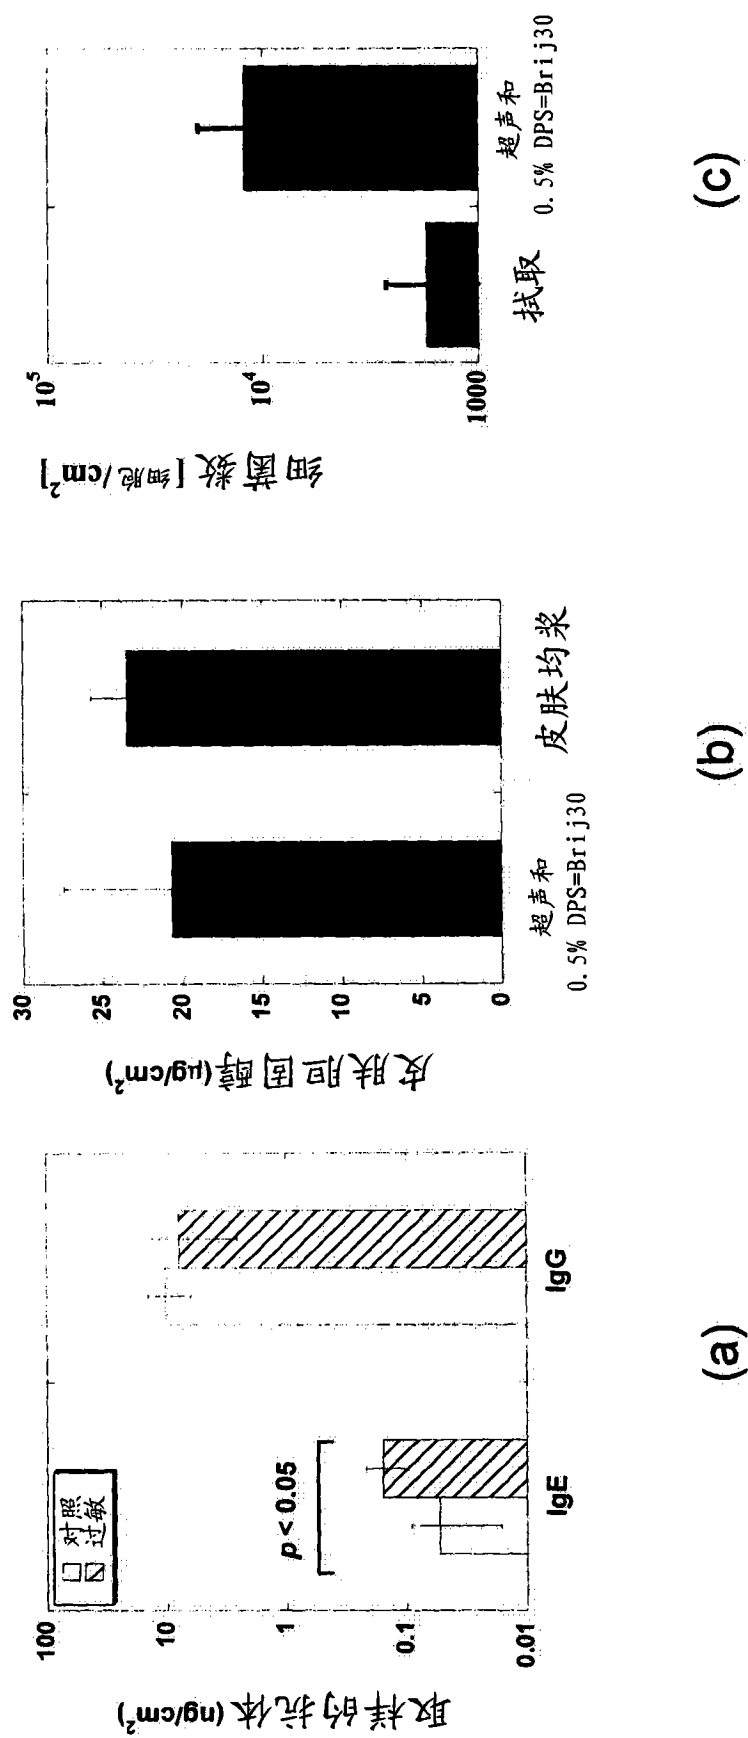 取样的抗体 (ng/cm²)
100
10
1
0.1
0.01
对照
过敏
p < 0.05
IgE
IgG
(a)
皮肤胆固醇 (μg/cm²)
30
25
20
15
10
5
0
超声和
0.5% DPS=Brij30
皮肤均浆
(b)
细菌数 [细胞/cm²]
10⁵
10⁴
1000
拭取
超声和
0.5% DPS=Brij30
(c)